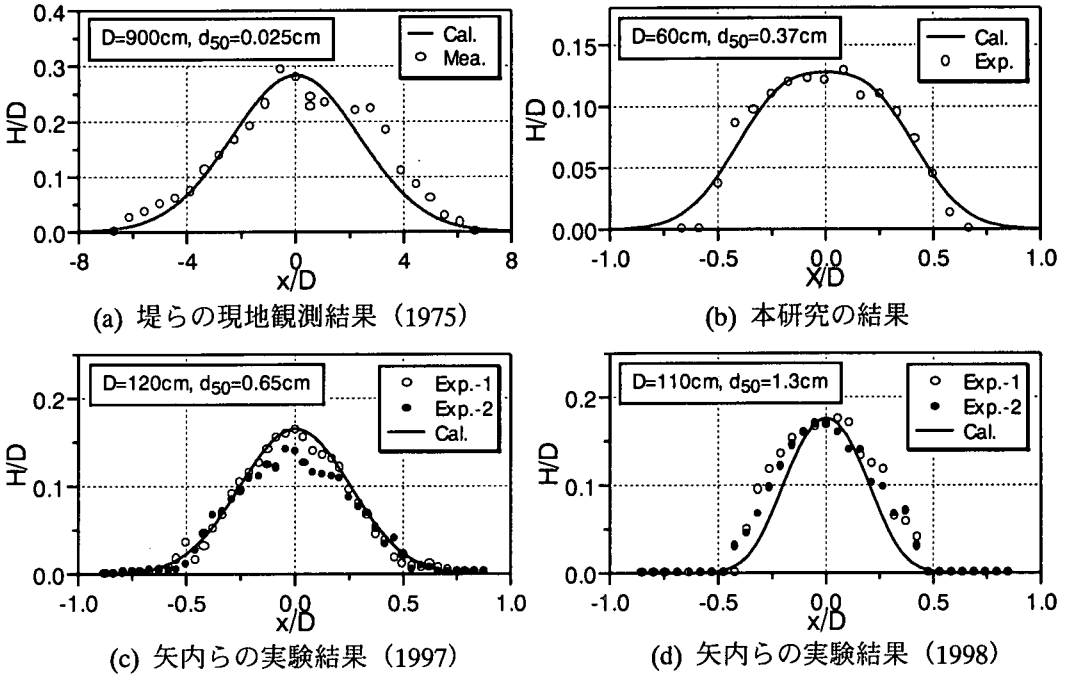 0.4
D=900cm, d50=0.025cm
Cal.
Mea.
0.3
0.2
0.1
0.0
H/D
-8
-4
0
4
8
x/D
(a) 堤らの現地観測結果（1975）
D=60cm, d50=0.37cm
Cal.
Exp.
0.15
0.10
0.05
0.00
H/D
-1.0
-0.5
0.0
0.5
1.0
X/D
(b) 本研究の結果
D=120cm, d50=0.65cm
Exp.-1
Exp.-2
Cal.
0.2
0.1
0.0
H/D
-1.0
-0.5
0.0
0.5
1.0
x/D
(c) 矢内らの実験結果（1997）
D=110cm, d50=1.3cm
Exp.-1
Exp.-2
Cal.
0.2
0.1
0.0
H/D
-1.0
-0.5
0.0
0.5
1.0
x/D
(d) 矢内らの実験結果（1998）